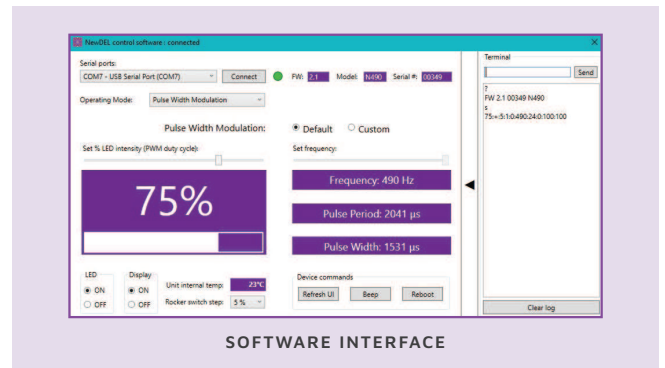 NewDEL control software : connected
Serial ports:
COM7 - USB Serial Port (COM7)
Connect
FW: 2.1 Model: N490 Serial #: 00349
Operating Mode: Pulse Width Modulation
Pulse Width Modulation:
Default
Custom
Set % LED intensity (PWM duty cycle):
75%
Set frequency:
Frequency: 490 Hz
Pulse Period: 2041 µs
Pulse Width: 1531 µs
LED
ON
OFF
Display
ON
OFF
Unit internal temp: 23°C
Rocker switch step: 5 %
Device commands
Refresh UI
Beep
Reboot
Terminal
Send
?
FW 2.1 00349 N490
s
75:+:5:1:0:490:24:0:100:100
Clear log
SOFTWARE INTERFACE